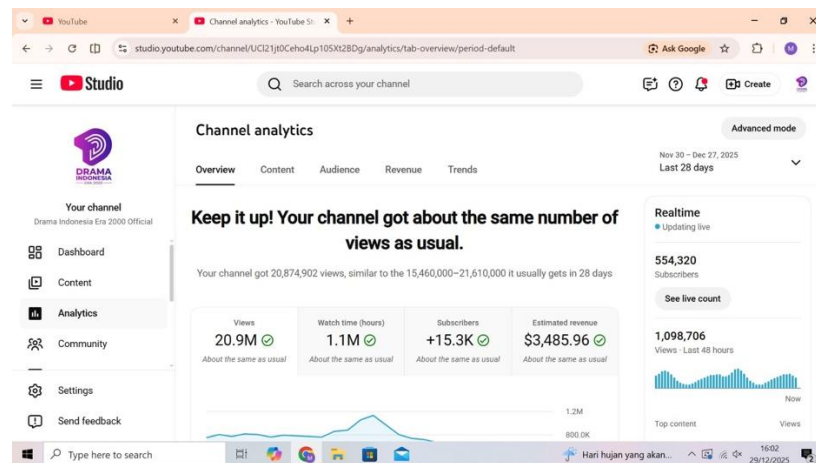 YouTube
Channel analytics - YouTube St
studio.youtube.com/channel/UCl21jt0Ceho4Lp105Xt2BDg/analytics/tab-overview/period-default
Ask Google
Studio
Search across your channel
Create
DRAMA
INDONESIA
Your channel
Drama Indonesia Era 2000 Official
Dashboard
Content
Analytics
Community
Settings
Send feedback
Channel analytics
Advanced mode
Overview
Content
Audience
Revenue
Trends
Nov 30 – Dec 27, 2025
Last 28 days
Keep it up! Your channel got about the same number of
views as usual.
Your channel got 20,874,902 views, similar to the 15,460,000–21,610,000 it usually gets in 28 days
Views
20.9M
About the same as usual
Watch time (hours)
1.1M
About the same as usual
Subscribers
+15.3K
About the same as usual
Estimated revenue
$3,485.96
About the same as usual
1.2M
800.0K
Realtime
Updating live
554,320
Subscribers
See live count
1,098,706
Views · Last 48 hours
Now
Top content
Views
Type here to search
Hari hujan yang akan...
16:02
29/12/2025
2